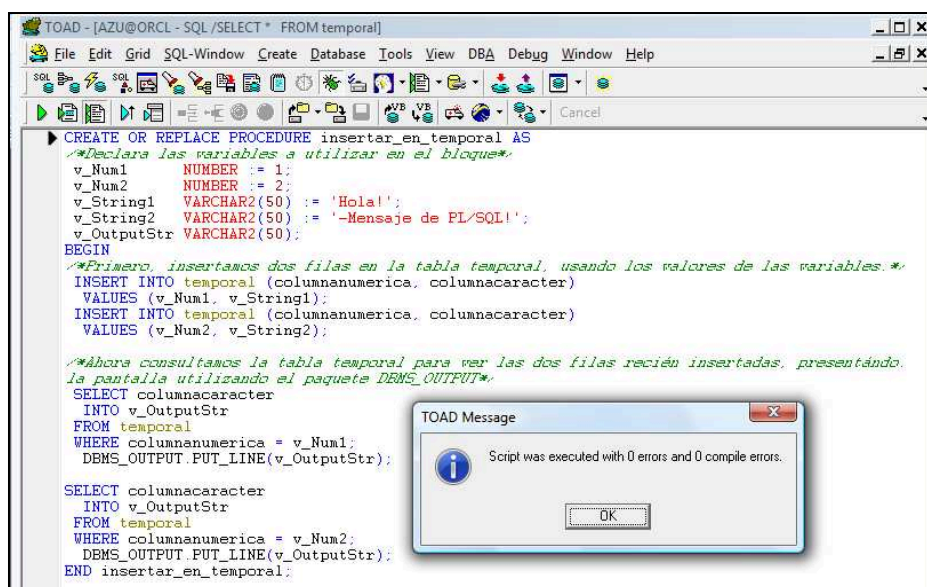 TOAD - [AZU@ORCL - SQL /SELECT * FROM temporal]
File Edit Grid SQL-Window Create Database Tools View DBA Debug Window Help
SQL SQL
VB VB Cancel
CREATE OR REPLACE PROCEDURE insertar_en_temporal AS
/*Declara las variables a utilizar en el bloque*/
v_Num1 NUMBER := 1;
v_Num2 NUMBER := 2;
v_String1 VARCHAR2(50) := 'Hola!';
v_String2 VARCHAR2(50) := '-Mensaje de PL/SQL!';
v_OutputStr VARCHAR2(50);
BEGIN
/*Primero, insertamos dos filas en la tabla temporal, usando los valores de las variables.*/
INSERT INTO temporal (columnanumerica, columnacaracter)
VALUES (v_Num1, v_String1);
INSERT INTO temporal (columnanumerica, columnacaracter)
VALUES (v_Num2, v_String2);
/*Ahora consultamos la tabla temporal para ver las dos filas recién insertadas, presentándo
la pantalla utilizando el paquete DBMS_OUTPUT*/
SELECT columnacaracter
INTO v_OutputStr
FROM temporal
WHERE columnanumerica = v_Num1;
DBMS_OUTPUT.PUT_LINE(v_OutputStr);
SELECT columnacaracter
INTO v_OutputStr
FROM temporal
WHERE columnanumerica = v_Num2;
DBMS_OUTPUT.PUT_LINE(v_OutputStr);
END insertar_en_temporal;
TOAD Message
Script was executed with 0 errors and 0 compile errors.
OK